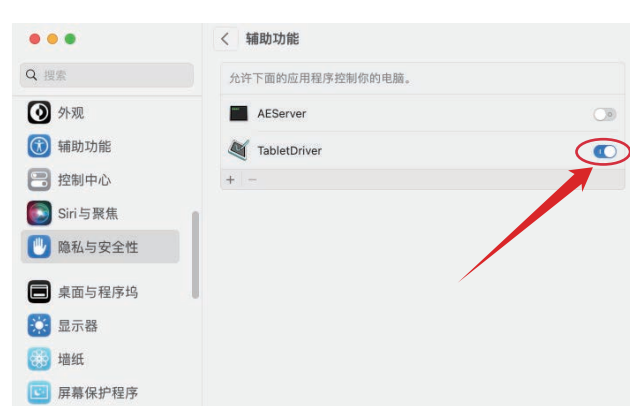 辅助功能
搜索
允许下面的应用程序控制你的电脑。
外观
AEServer
辅助功能
TabletDriver
控制中心
+ −
Siri与聚焦
隐私与安全性
桌面与程序坞
显示器
墙纸
屏幕保护程序